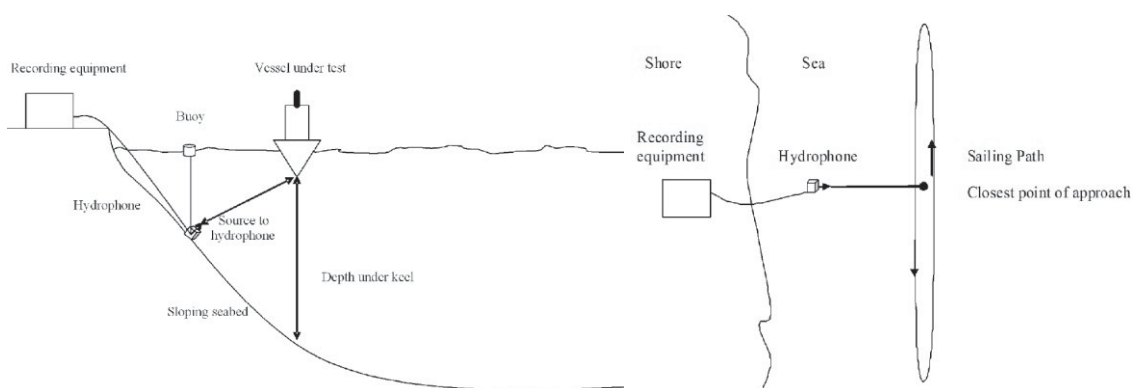 Recording equipment
Vessel under test
Buoy
Hydrophone
Source to
hydrophone
Depth under keel
Sloping seabed
Shore
Sea
Recording
equipment
Hydrophone
Sailing Path
Closest point of approach